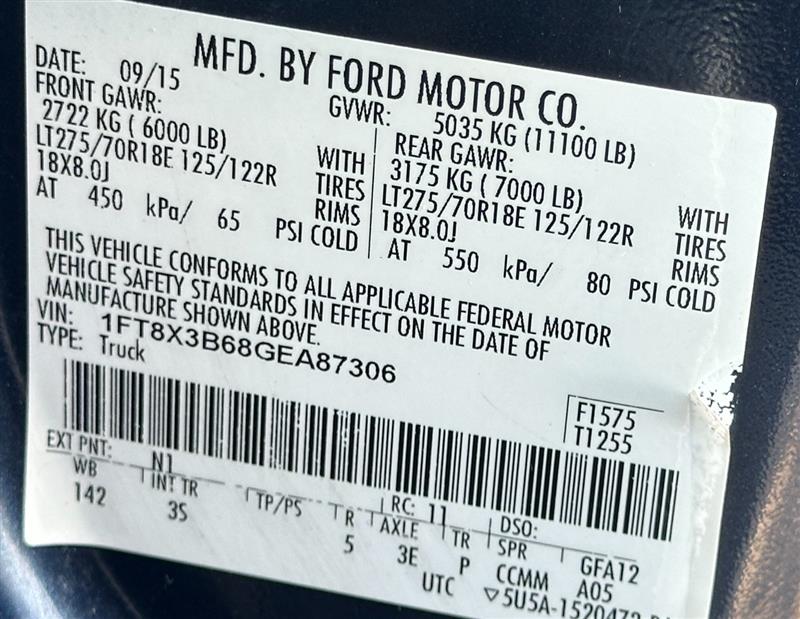 MFD. BY FORD MOTOR CO.
DATE: 09/15
GVWR: 5035 KG (11100 LB)
FRONT GAWR:
2722 KG ( 6000 LB) WITH
LT275/70R18E 125/122R TIRES
18X8.0J RIMS
AT 450 kPa/ 65 PSI COLD
REAR GAWR:
3175 KG ( 7000 LB) WITH
LT275/70R18E 125/122R TIRES
18X8.0J RIMS
AT 550 kPa/ 80 PSI COLD
THIS VEHICLE CONFORMS TO ALL APPLICABLE FEDERAL MOTOR
VEHICLE SAFETY STANDARDS IN EFFECT ON THE DATE OF
MANUFACTURE SHOWN ABOVE.
VIN: 1FT8X3B68GEA87306
TYPE: Truck
F1575
T1255
EXT PNT: N1 RC: 11 DSO:
WB INT TR TP/PS R AXLE TR SPR GFA12
142 3S 5 3E P CCMM A05
UTC ▽5U5A-1520472